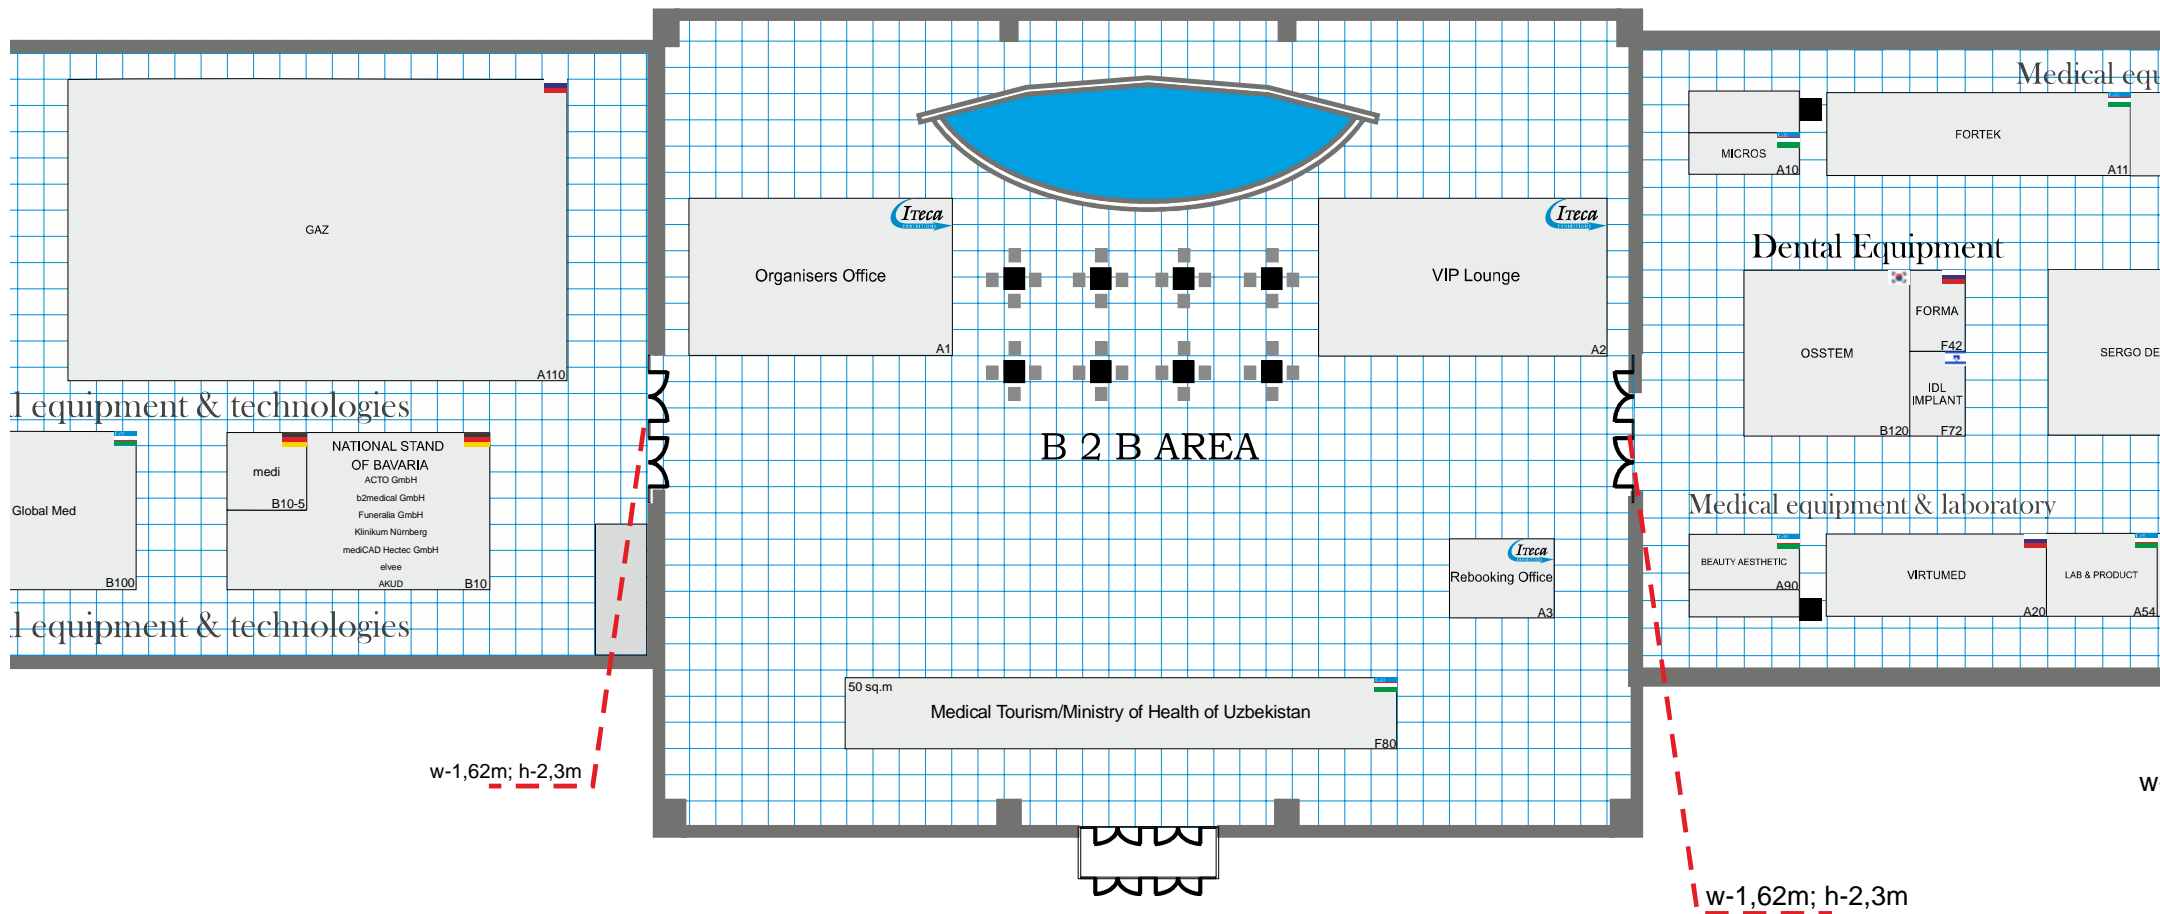 GAZ
A110
l equipment & technologies
Global Med
B100
medi
B10-5
NATIONAL STAND
OF BAVARIA
ACTO GmbH
b2medical GmbH
Funeralia GmbH
Klinikum Nürnberg
mediCAD Hectec GmbH
elvee
AKUD
B10
l equipment & technologies
w-1,62m; h-2,3m
ITECA
Organisers Office
A1
ITECA
VIP Lounge
A2
B 2 B AREA
ITECA
Rebooking Office
A3
50 sq.m
Medical Tourism/Ministry of Health of Uzbekistan
F80
Medical equ
MICROS
A10
FORTEK
A11
Dental Equipment
OSSTEM
B120
FORMA
F42
IDL
IMPLANT
F72
SERGO DE
Medical equipment & laboratory
BEAUTY AESTHETIC
A90
VIRTUMED
A20
LAB & PRODUCT
A54
w-
w-1,62m; h-2,3m